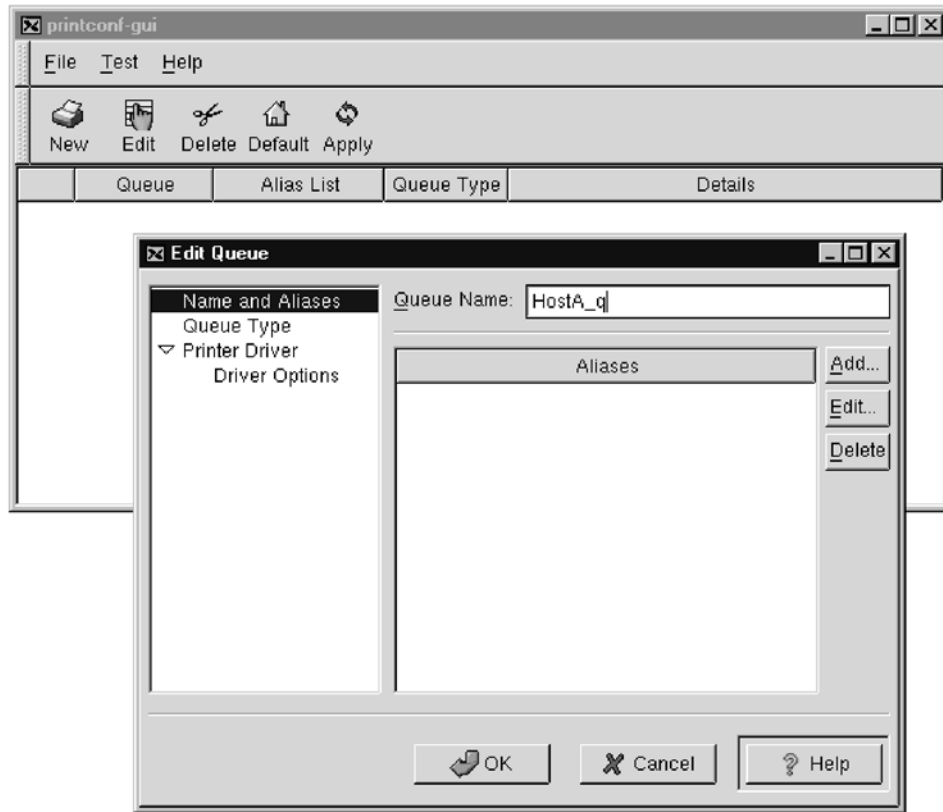 printconf-gui
File Test Help
New Edit Delete Default Apply
Queue Alias List Queue Type Details
Edit Queue
Name and Aliases
Queue Type
Printer Driver
Driver Options
Queue Name: HostA_q
Aliases
Add...
Edit...
Delete
OK Cancel Help